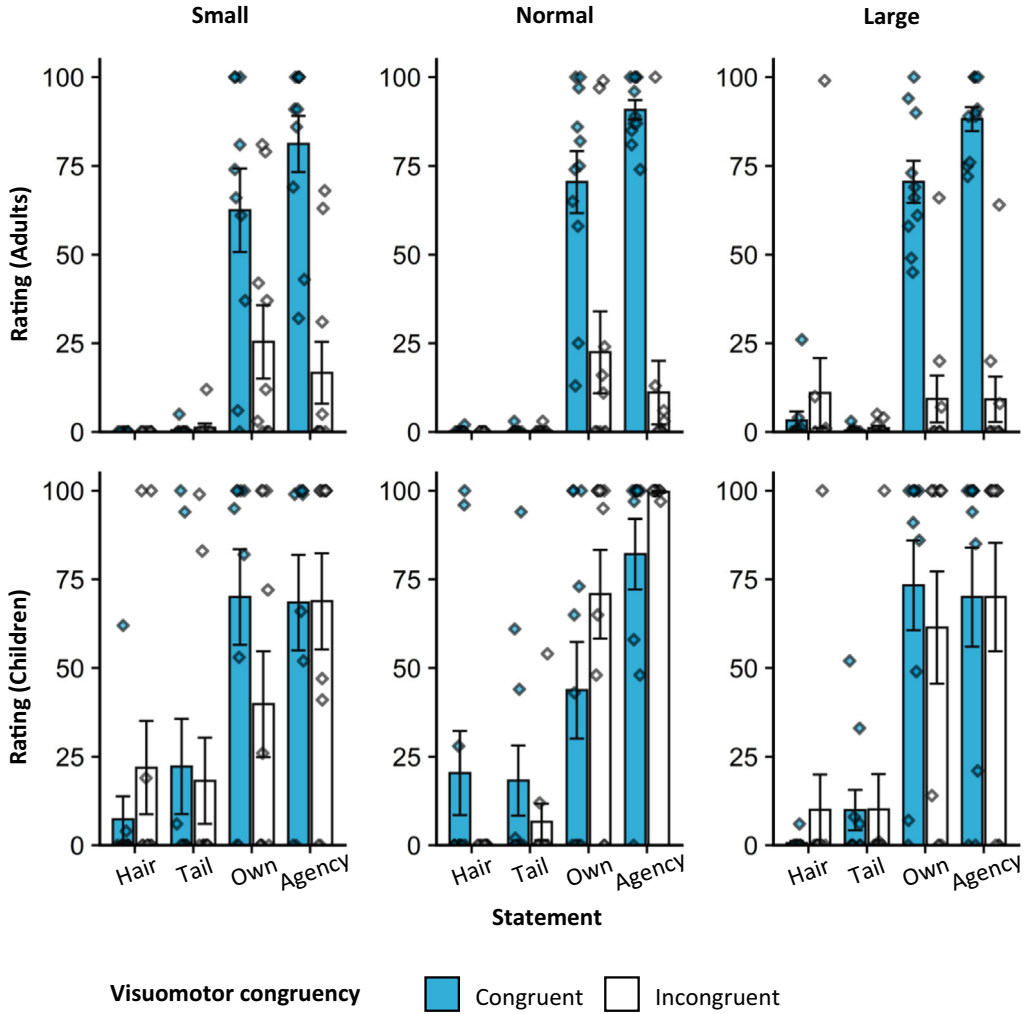 Small Normal Large
Rating (Adults)
100 100 100
75 75 75
50 50 50
25 25 25
0 0 0
Rating (Children)
100 100 100
75 75 75
50 50 50
25 25 25
0 0 0
Hair Tail Own Agency Hair Tail Own Agency Hair Tail Own Agency
Statement
Visuomotor congruency Congruent Incongruent